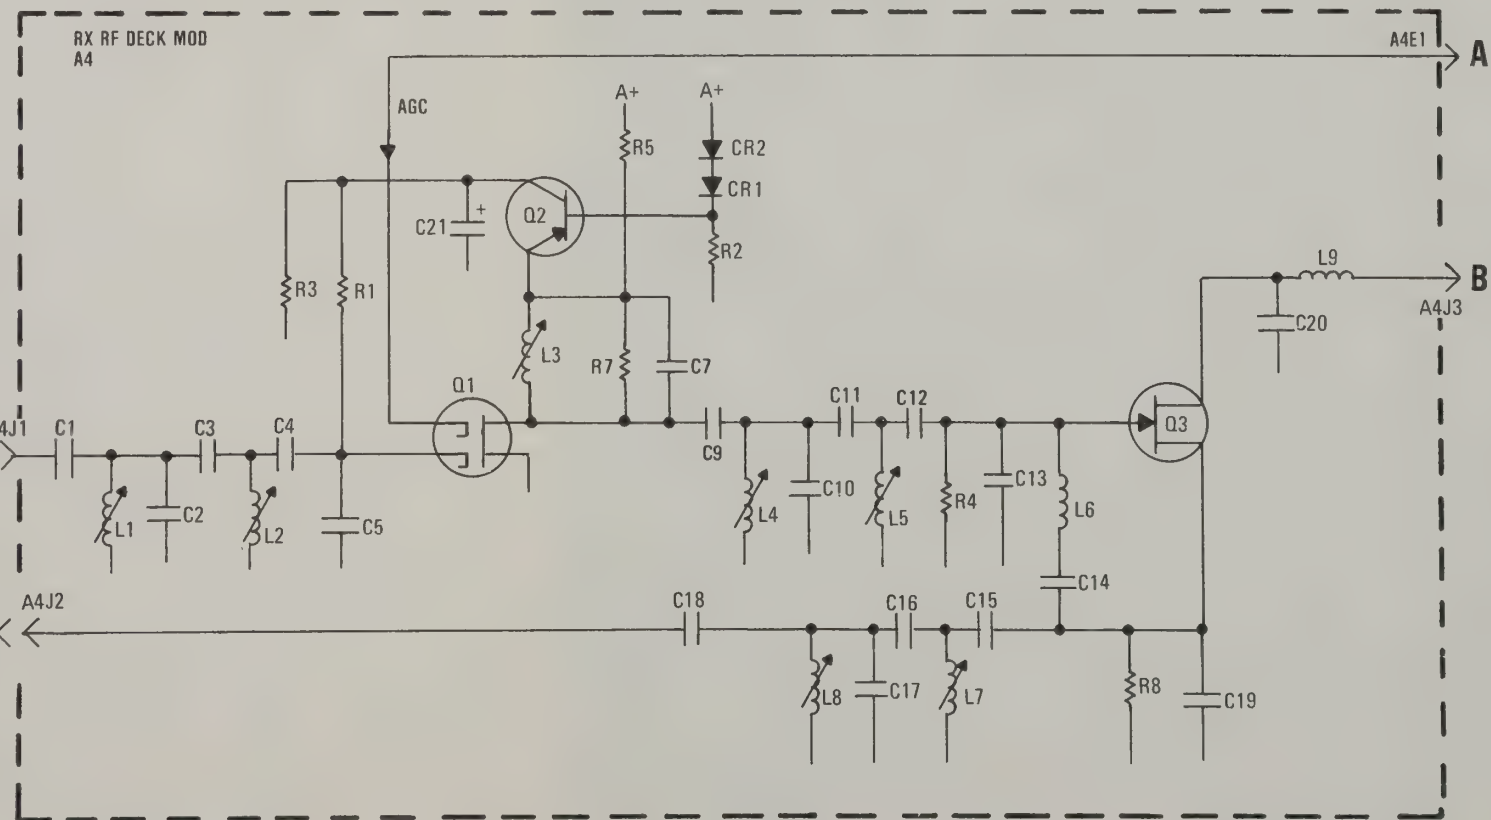 RX RF DECK MOD
A4
A4E1
A
AGC
A+
A+
R5
CR2
CR1
Q2
C21
+
R2
R3
R1
L9
B
A4J3
C20
L3
R7
C7
Q1
C11
C12
Q3
4J1
C1
C3
C4
C9
L1
C2
L2
C5
L4
C10
L5
R4
C13
L6
C14
A4J2
C18
C16
C15
L8
C17
L7
R8
C19